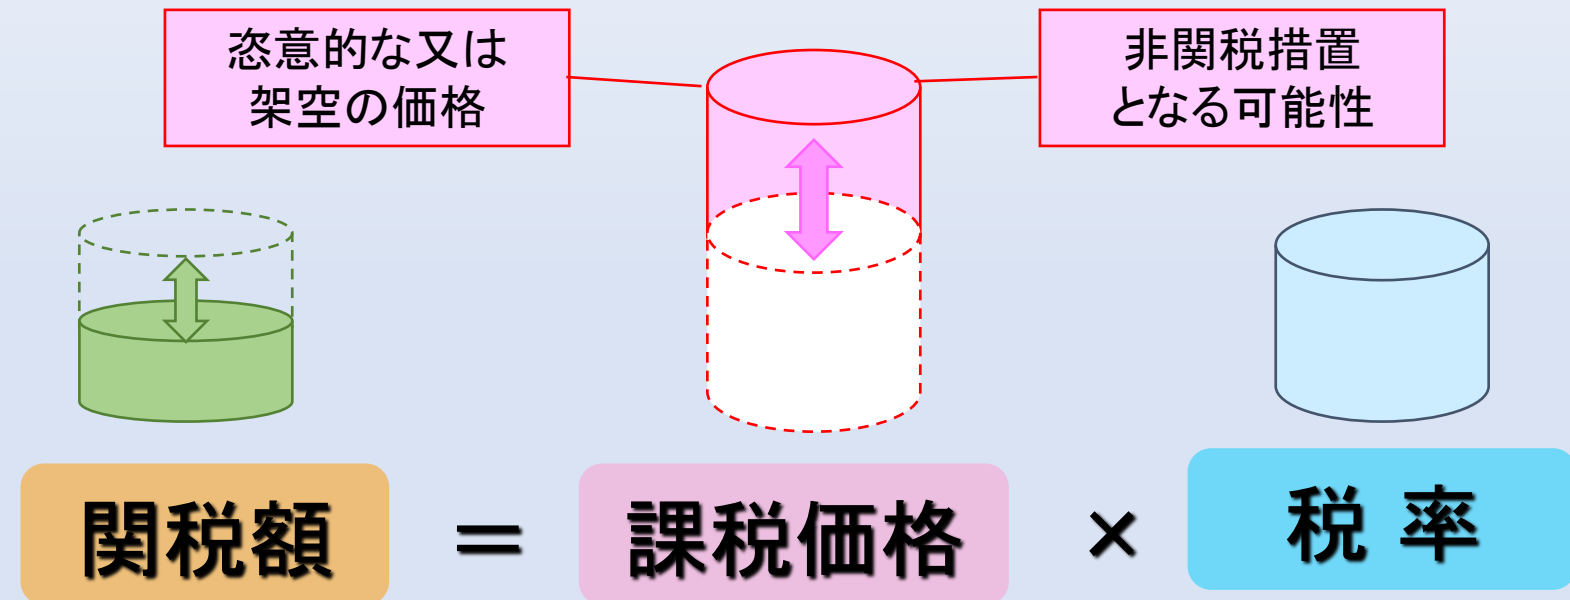 恣意的な又は
架空の価格
非関税措置
となる可能性
関税額 = 課税価格 × 税率